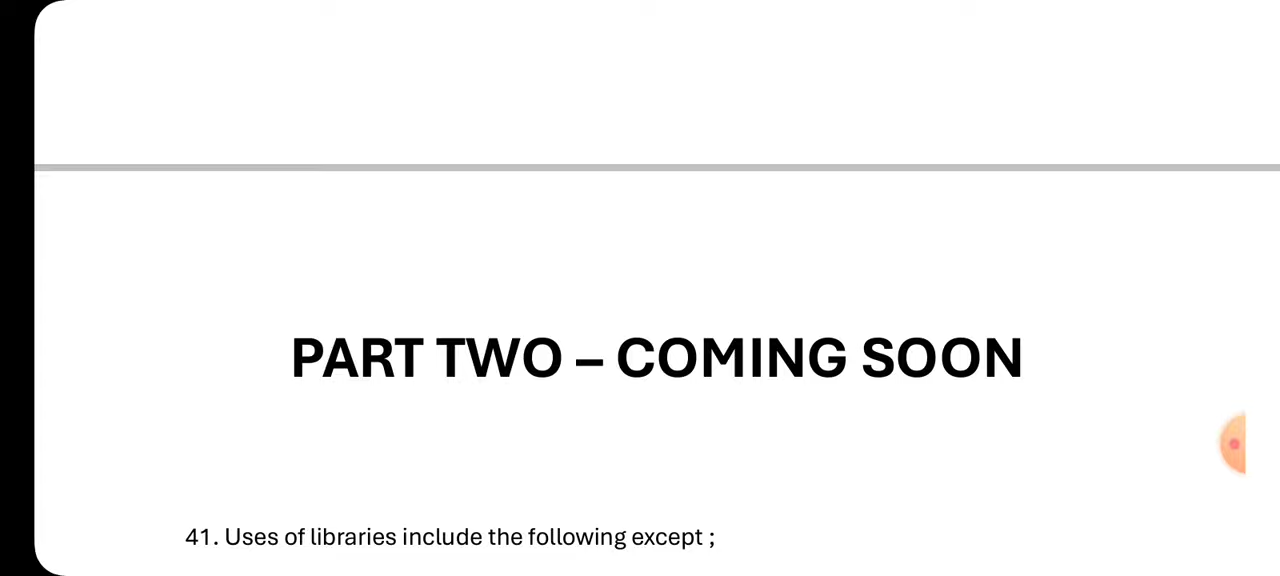 PART TWO – COMING SOON
41. Uses of libraries include the following except ;